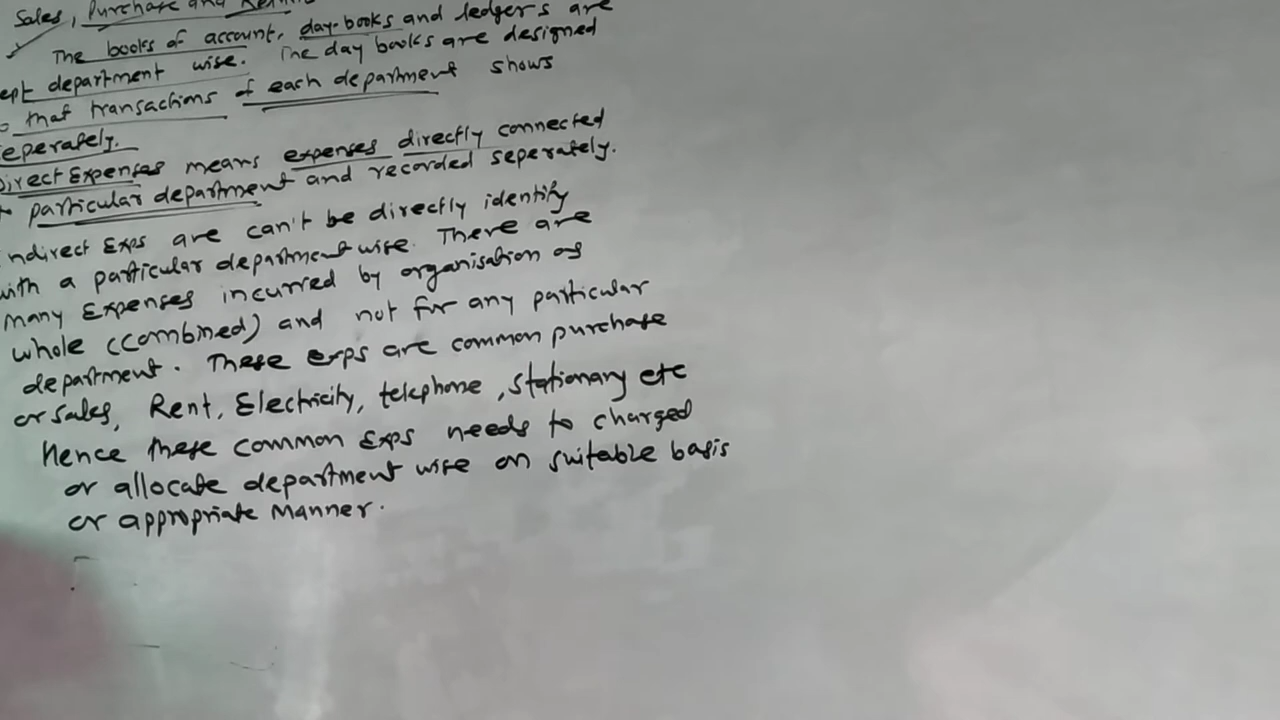 Sales, Purchase and
The books of account, day-books and ledgers are
ept department wise. The day books are designed
o that transactions of each department shows
eperately.
Direct Expenses means expenses directly connected
to particular department and recorded seperately.
ndirect Exps are can't be directly identify
with a particular department wise. There are
many Expenses incurred by organisation as
whole (combined) and not for any particular
department. These exps are common purchase
or sales, Rent, Electricity, telephone, stationary etc
Hence these common Exps needs to charged
or allocate department wise on suitable basis
or appropriate manner.